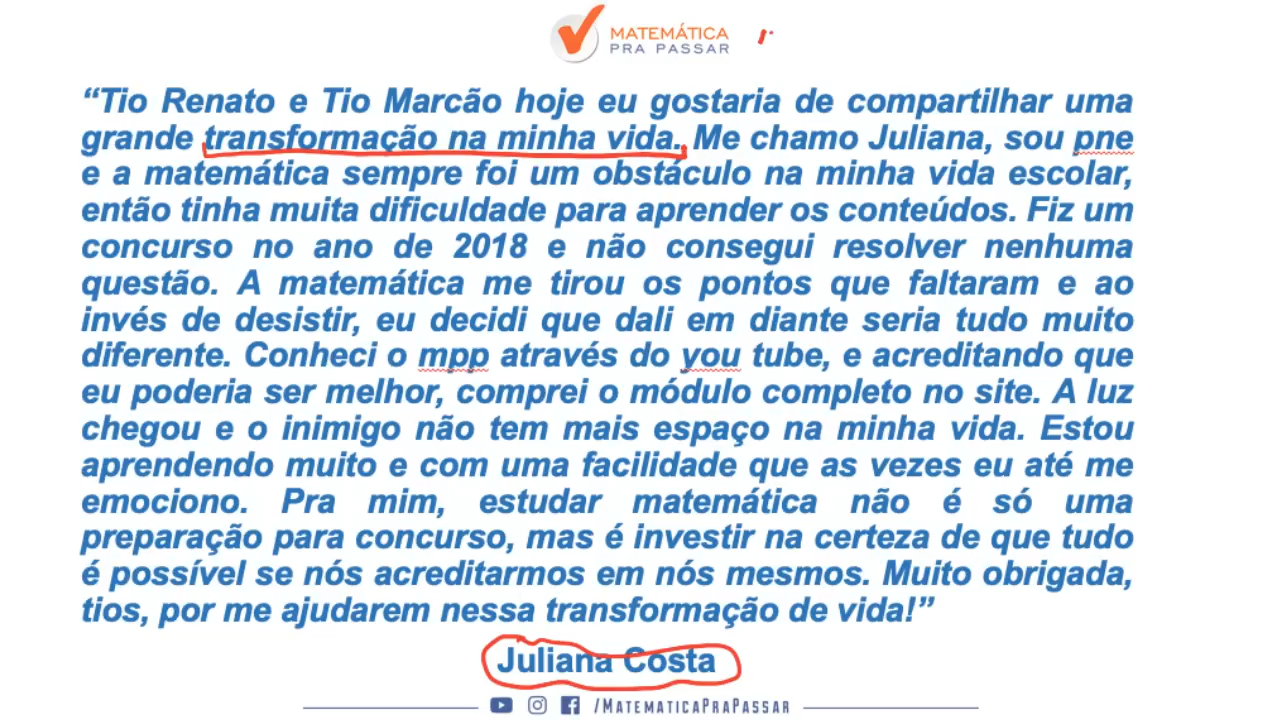 MATEMÁTICA
PRA PASSAR
“Tio Renato e Tio Marcão hoje eu gostaria de compartilhar uma
grande transformação na minha vida. Me chamo Juliana, sou pne
e a matemática sempre foi um obstáculo na minha vida escolar,
então tinha muita dificuldade para aprender os conteúdos. Fiz um
concurso no ano de 2018 e não consegui resolver nenhuma
questão. A matemática me tirou os pontos que faltaram e ao
invés de desistir, eu decidi que dali em diante seria tudo muito
diferente. Conheci o mpp através do you tube, e acreditando que
eu poderia ser melhor, comprei o módulo completo no site. A luz
chegou e o inimigo não tem mais espaço na minha vida. Estou
aprendendo muito e com uma facilidade que as vezes eu até me
emociono. Pra mim, estudar matemática não é só uma
preparação para concurso, mas é investir na certeza de que tudo
é possível se nós acreditarmos em nós mesmos. Muito obrigada,
tios, por me ajudarem nessa transformação de vida!”
Juliana Costa
/MATEMATICAPRAPASSAR